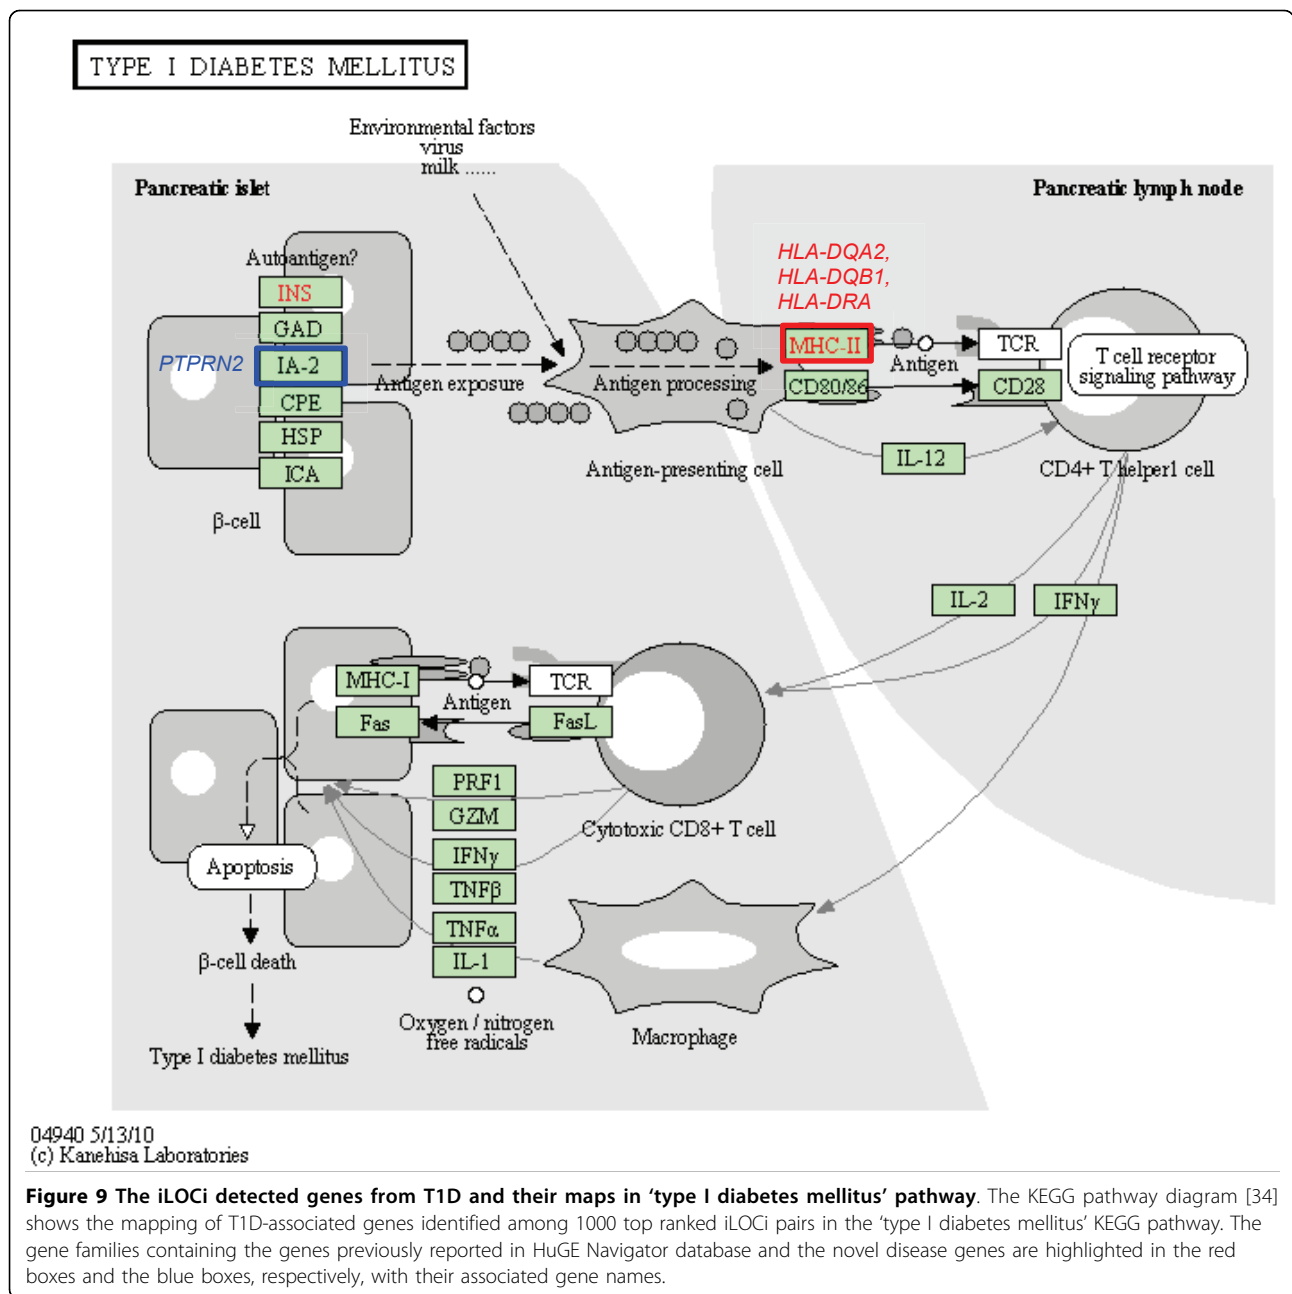 TYPE I DIABETES MELLITUS
Environmental factors
virus
milk ......
Pancreatic islet
Pancreatic lymph node
Autoantigen?
INS
GAD
PTPRN2
IA-2
CPE
HSP
ICA
β-cell
Antigen exposure
Antigen processing
Antigen-presenting cell
HLA-DQA2,
HLA-DQB1,
HLA-DRA
MHC-II
CD80/86
Antigen
TCR
CD28
T cell receptor
signaling pathway
IL-12
CD4+ T helper1 cell
IL-2
IFNγ
MHC-I
Fas
Antigen
TCR
FasL
PRF1
GZM
IFNγ
TNFβ
TNFα
IL-1
Cytotoxic CD8+ T cell
Apoptosis
β-cell death
Type I diabetes mellitus
Oxygen / nitrogen
free radicals
Macrophage
04940 5/13/10
(c) Kanehisa Laboratories
Figure 9 The iLOCi detected genes from T1D and their maps in ‘type I diabetes mellitus’ pathway. The KEGG pathway diagram [34]
shows the mapping of T1D-associated genes identified among 1000 top ranked iLOCi pairs in the ‘type I diabetes mellitus’ KEGG pathway. The
gene families containing the genes previously reported in HuGE Navigator database and the novel disease genes are highlighted in the red
boxes and the blue boxes, respectively, with their associated gene names.